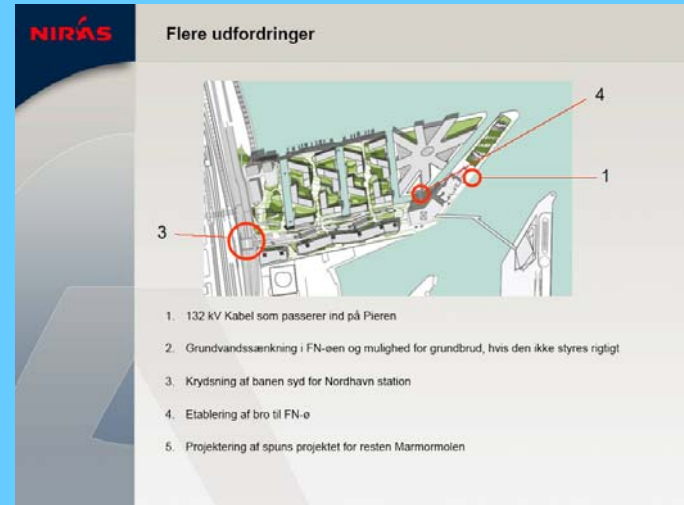 NIRAS
Flere udfordringer
4
1
3
1. 132 kV Kabel som passerer ind på Pieren
2. Grundvandssænkning i FN-øen og mulighed for grundbrud, hvis den ikke styres rigtigt
3. Krydsning af banen syd for Nordhavn station
4. Etablering af bro til FN-ø
5. Projektering af spuns projektet for resten Marmormolen